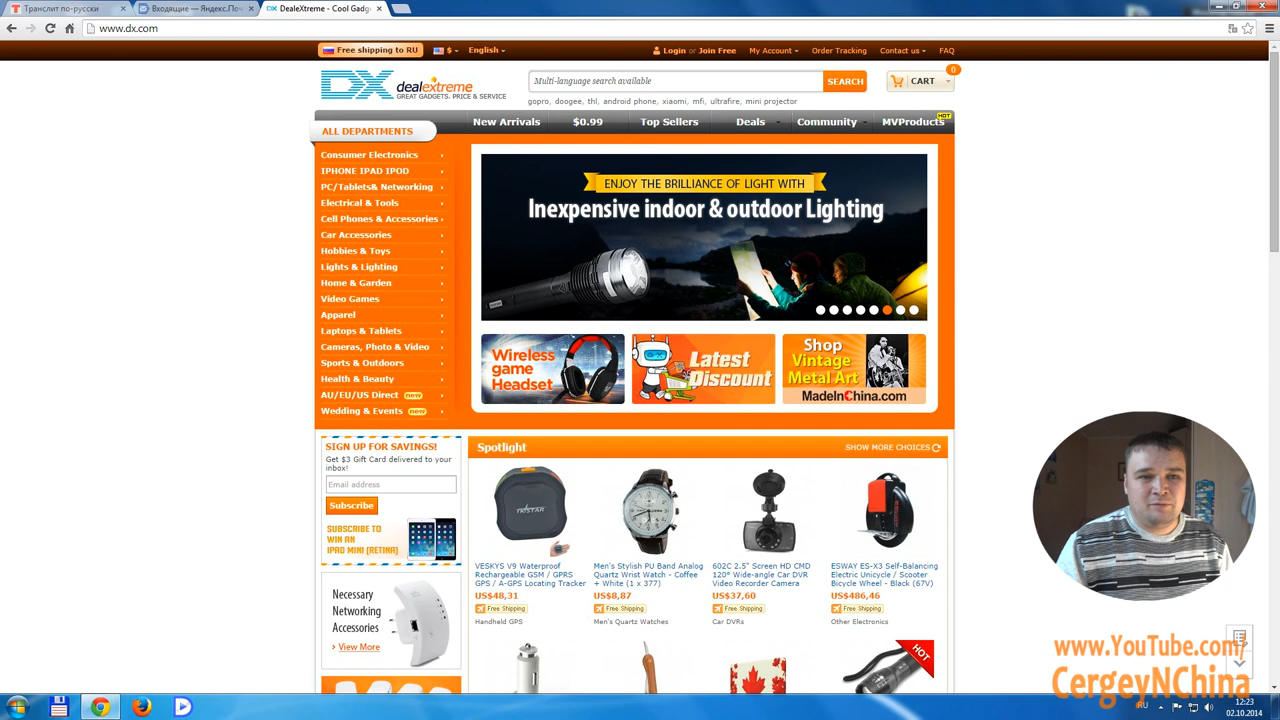 Транслит по-русски
Входящие — Яндекс.Поч
DX DealeXtreme - Cool Gadg
www.dx.com
Free shipping to RU
$
English
Login or Join Free
My Account
Order Tracking
Contact us
FAQ
DX dealextreme
GREAT GADGETS. PRICE & SERVICE
Multi-language search available
SEARCH
CART
0
gopro, doogee, thl, android phone, xiaomi, mfi, ultrafire, mini projector
ALL DEPARTMENTS
New Arrivals
$0.99
Top Sellers
Deals
Community
MVProducts
HOT
Consumer Electronics
IPHONE IPAD IPOD
PC/Tablets& Networking
Electrical & Tools
Cell Phones & Accessories
Car Accessories
Hobbies & Toys
Lights & Lighting
Home & Garden
Video Games
Apparel
Laptops & Tablets
Cameras, Photo & Video
Sports & Outdoors
Health & Beauty
AU/EU/US Direct new
Wedding & Events new
ENJOY THE BRILLIANCE OF LIGHT WITH
Inexpensive indoor & outdoor Lighting
Wireless
game
Headset
Latest
Discount
Shop
Vintage
Metal Art
MadeInChina.com
SIGN UP FOR SAVINGS!
Get $3 Gift Card delivered to your
inbox!
Email address
Subscribe
SUBSCRIBE TO
WIN AN
IPAD MINI (RETINA)
Necessary
Networking
Accessories
View More
Spotlight
SHOW MORE CHOICES
TKSTAR
VESKYS V9 Waterproof
Rechargeable GSM / GPRS
GPS / A-GPS Locating Tracker
US$48,31
Free Shipping
Handheld GPS
Men's Stylish PU Band Analog
Quartz Wrist Watch - Coffee
+ White (1 x 377)
US$8,87
Free Shipping
Men's Quartz Watches
602C 2.5" Screen HD CMD
120° Wide-angle Car DVR
Video Recorder Camera
US$37,60
Free Shipping
Car DVRs
ESWAY ES-X3 Self-Balancing
Electric Unicycle / Scooter
Bicycle Wheel - Black (67V)
US$486,46
Free Shipping
Other Electronics
HOT
www.YouTube.com/
CergeyNChina
RU
12:23
02.10.2014